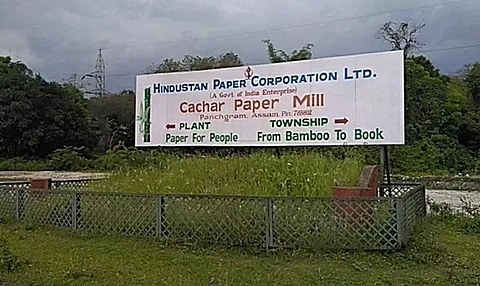 HINDUSTAN PAPER CORPORATION LTD.
(A Govt of India Enterprise)
Cachar Paper Mill
Panchgram, Assam, Pin: 788802
PLANT TOWNSHIP
Paper For People From Bamboo To Book